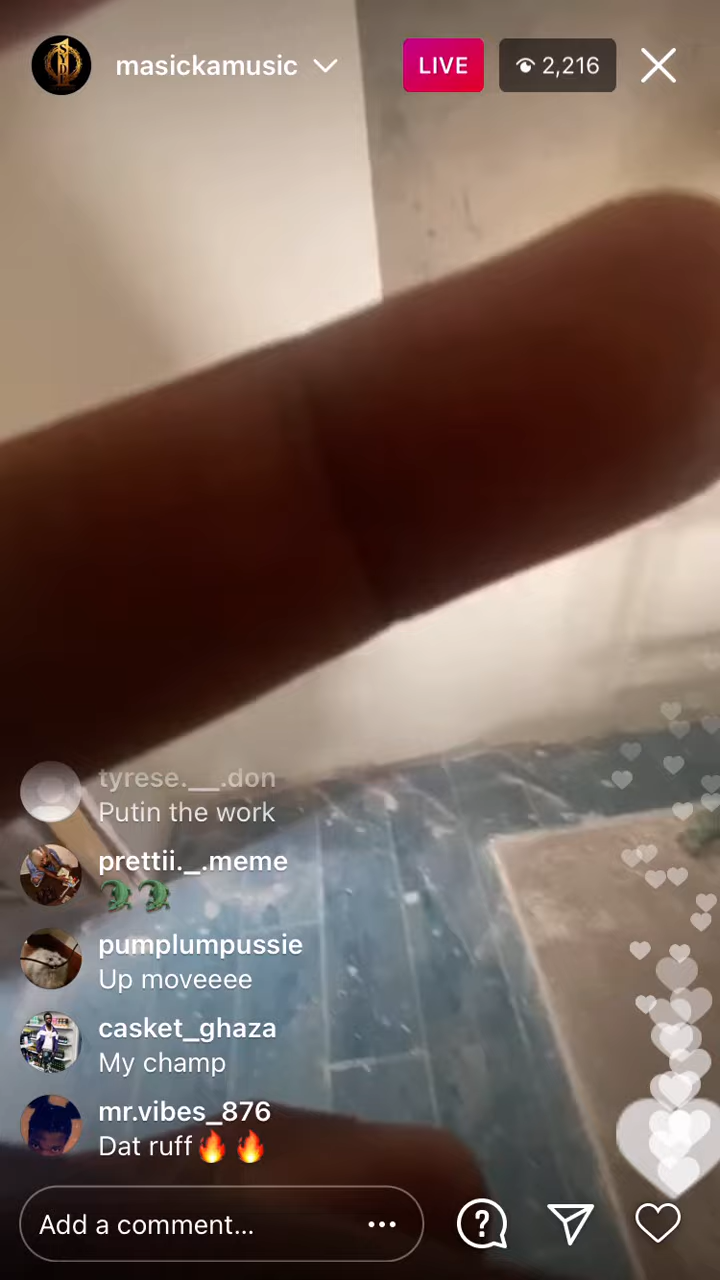 masickamusic
LIVE
2,216
tyrese.__.don
Putin the work
prettii._.meme
🐊🐊
pumplumpussie
Up moveeee
casket_ghaza
My champ
mr.vibes_876
Dat ruff🔥🔥
Add a comment...